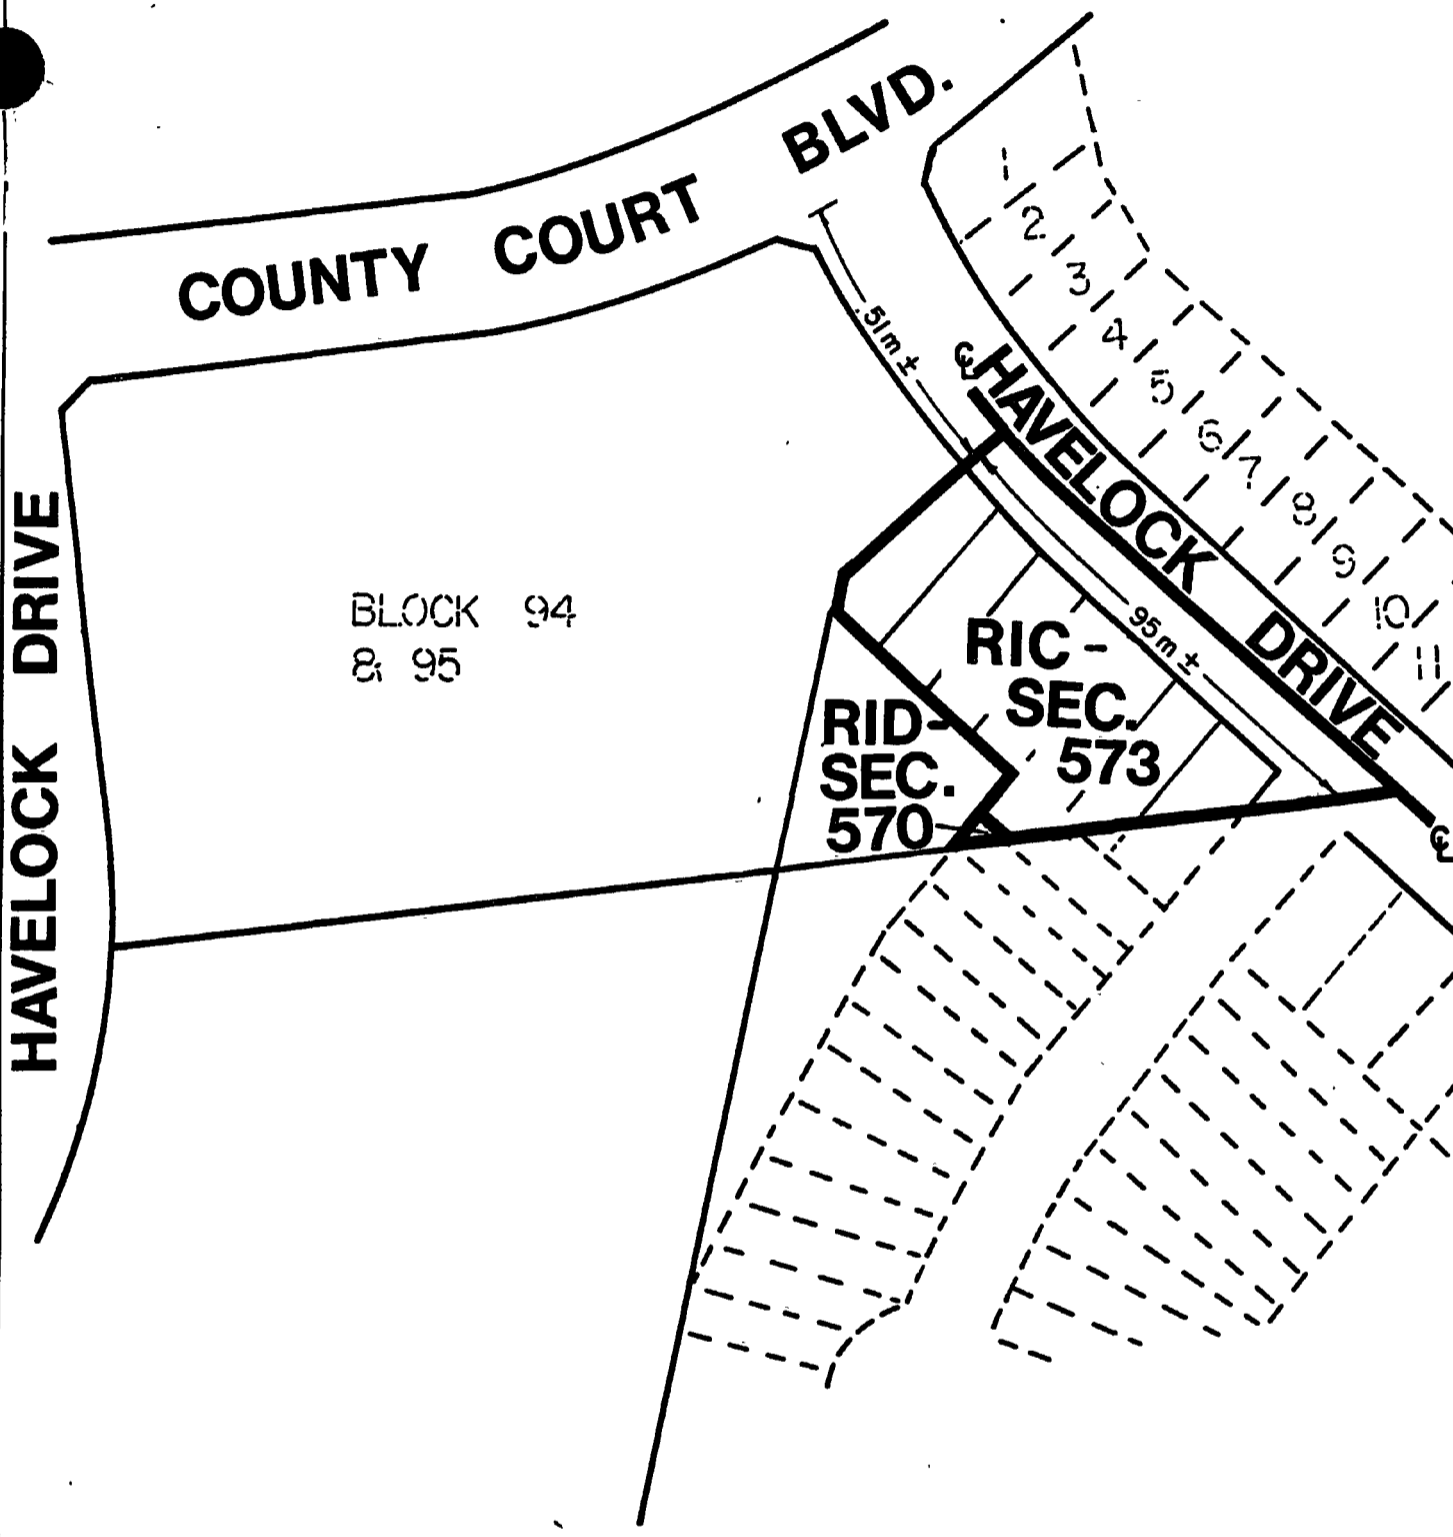 COUNTY COURT BLVD.
1
2
3
4
5
6
7
8
9
10
11
51m ±
℄
HAVELOCK DRIVE
95m ±
HAVELOCK DRIVE
BLOCK 94
& 95
RIC-
SEC.
573
RID-
SEC.
570
℄